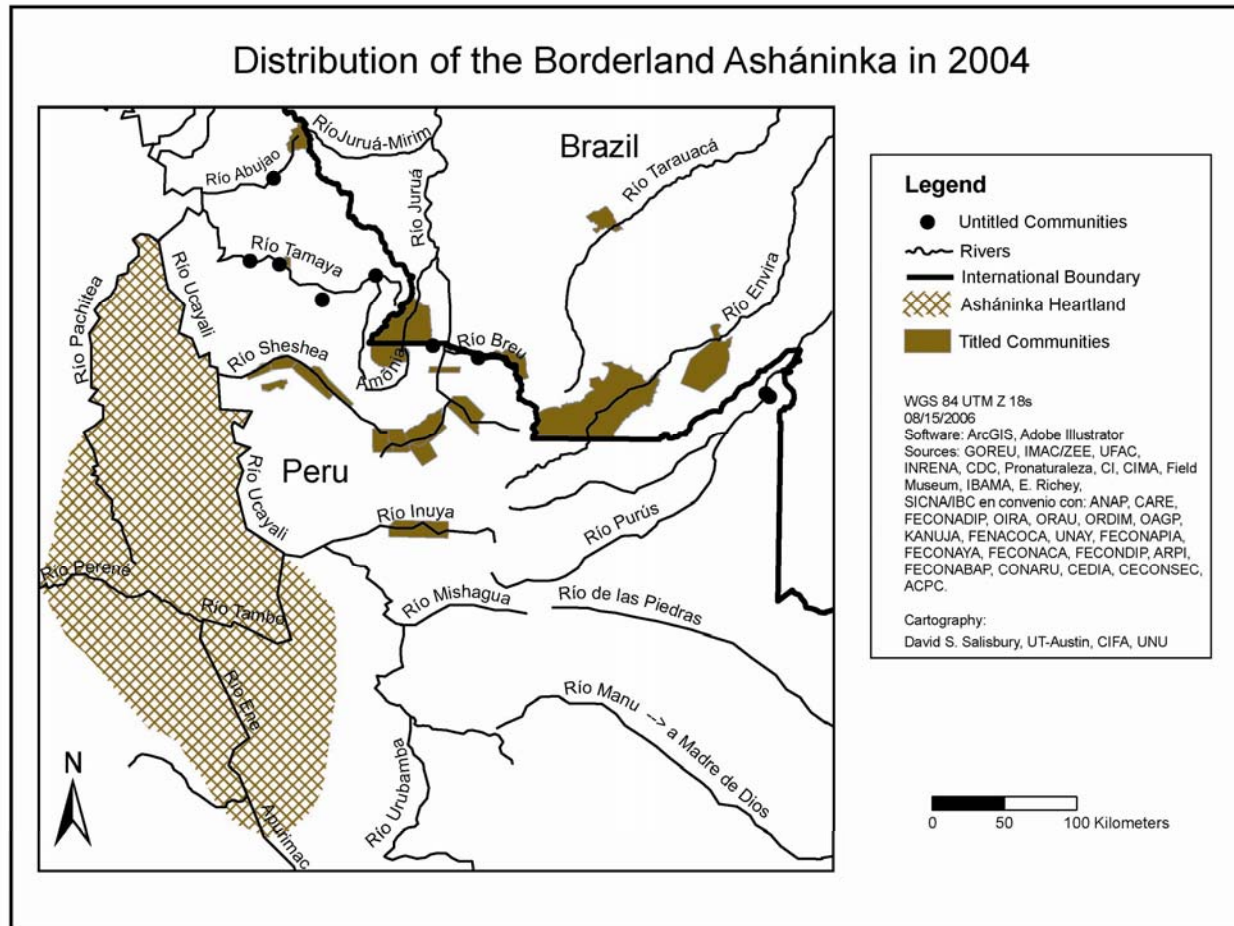 Distribution of the Borderland Asháninka in 2004
RíoJuruá-Mirim
Brazil
Río Abujao
Río Tarauacá
Río Juruá
Río Tamaya
Río Ucayali
Río Envira
Río Pachitea
Río Sheshea
Río Breu
Amônia
Peru
Río Ucayali
Río Inuya
Río Purús
Río Perené
Río Tambo
Río Mishagua
Río de las Piedras
Río Ene
Río Manu --> a Madre de Dios
Río Urubamba
Apurimac
N
Legend
Untitled Communities
Rivers
International Boundary
Asháninka Heartland
Titled Communities
WGS 84 UTM Z 18s
08/15/2006
Software: ArcGIS, Adobe Illustrator
Sources: GOREU, IMAC/ZEE, UFAC,
INRENA, CDC, Pronaturaleza, CI, CIMA, Field
Museum, IBAMA, E. Richey,
SICNA/IBC en convenio con: ANAP, CARE,
FECONADIP, OIRA, ORAU, ORDIM, OAGP,
KANUJA, FENACOCA, UNAY, FECONAPIA,
FECONAYA, FECONACA, FECONDIP, ARPI,
FECONABAP, CONARU, CEDIA, CECONSEC,
ACPC.
Cartography:
David S. Salisbury, UT-Austin, CIFA, UNU
0 50 100 Kilometers